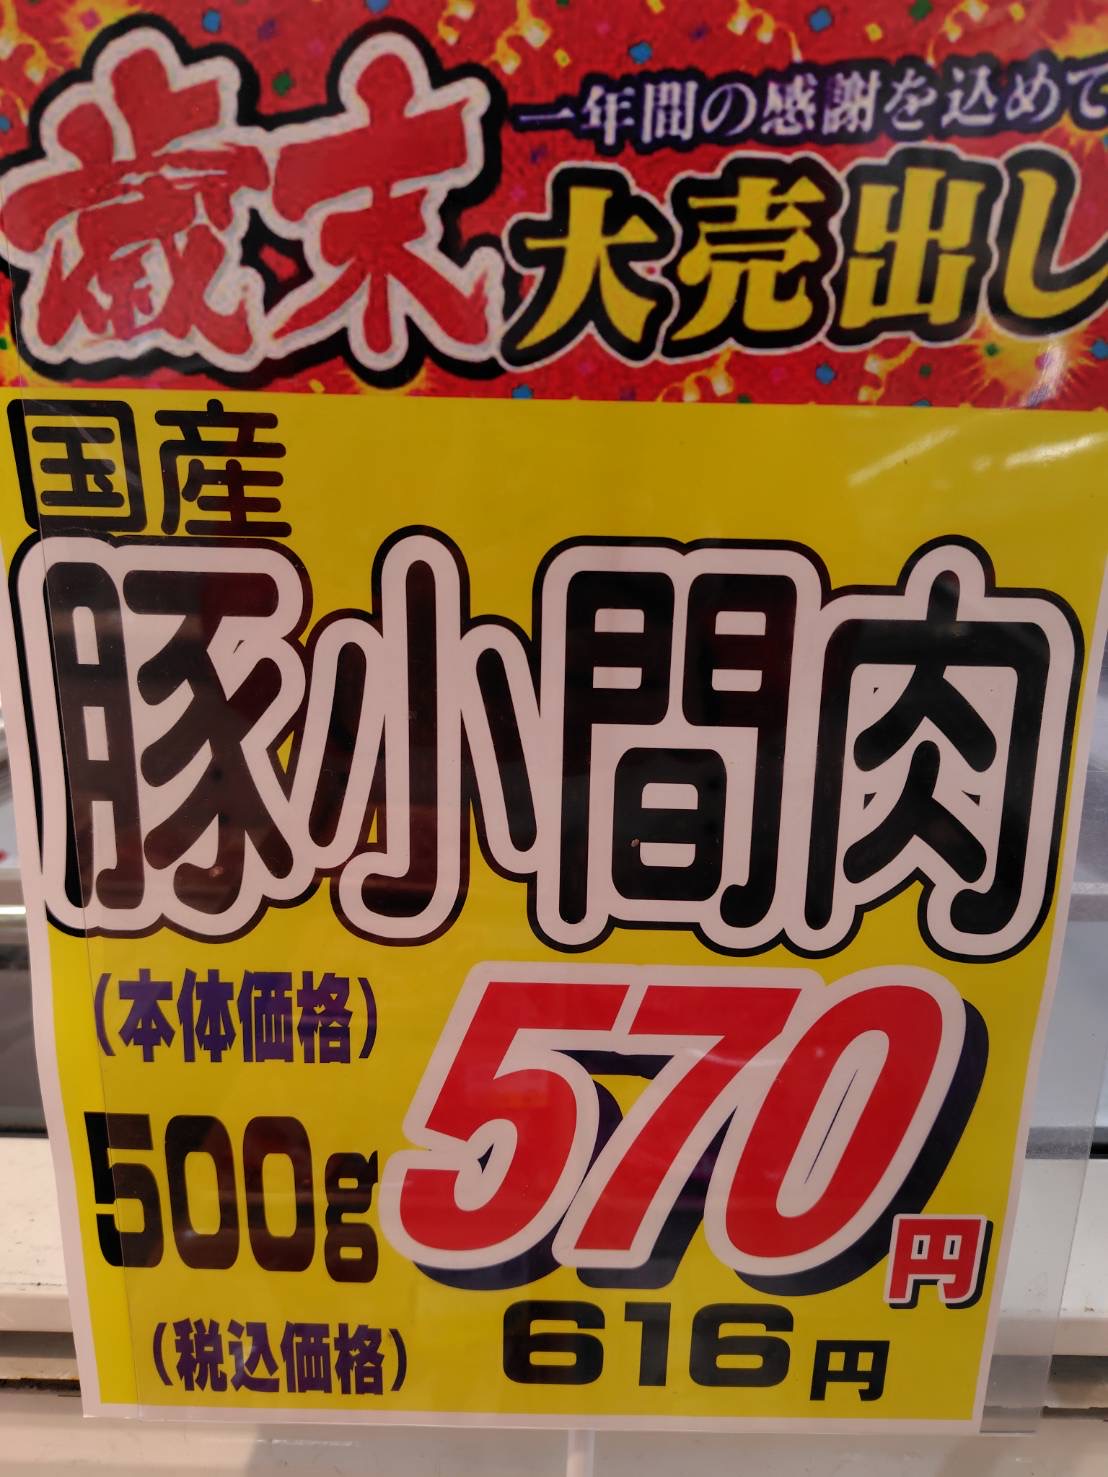 一年間の感謝を込めて
歳末大売出し
国産
豚小間肉
(本体価格)
500g 570円
(税込価格) 616円